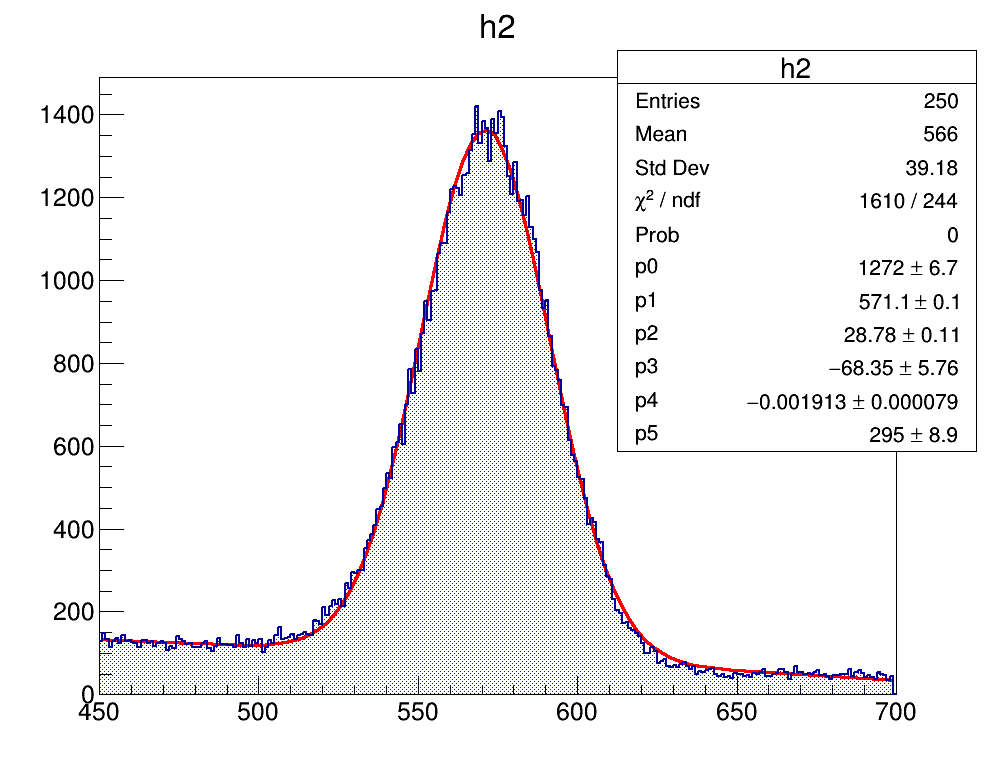 h2
h2
Entries 250
Mean 566
Std Dev 39.18
χ² / ndf 1610 / 244
Prob 0
p0 1272 ± 6.7
p1 571.1 ± 0.1
p2 28.78 ± 0.11
p3 −68.35 ± 5.76
p4 −0.001913 ± 0.000079
p5 295 ± 8.9
1400
1200
1000
800
600
400
200
0
450 500 550 600 650 700